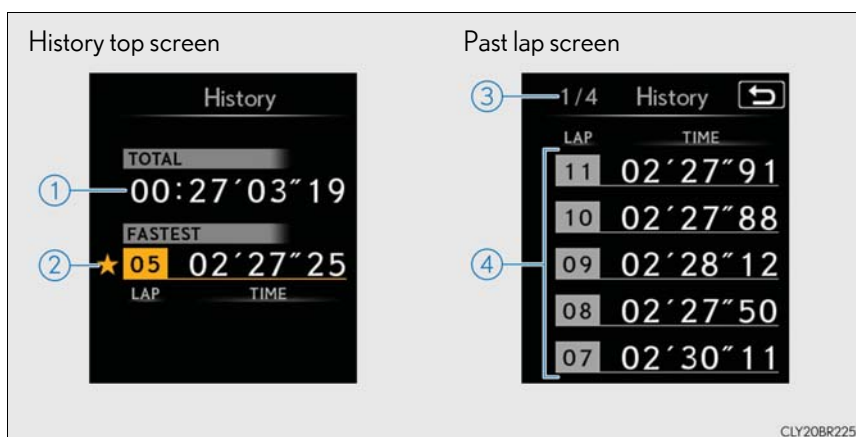 History top screen
History
TOTAL
00:27´03″19
FASTEST
★ 05 02´27″25
LAP TIME
1
2
Past lap screen
1/4 History
LAP TIME
11 02´27″91
10 02´27″88
09 02´28″12
08 02´27″50
07 02´30″11
3
4
CLY20BR225